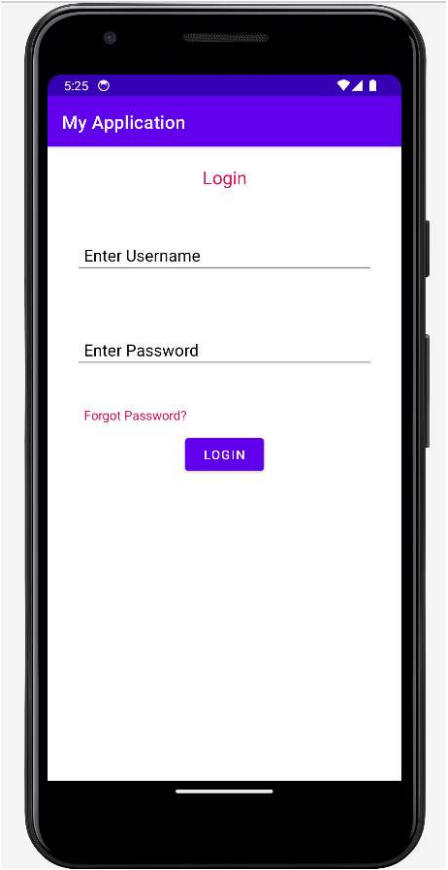 5:25
My Application
Login
Enter Username
Enter Password
Forgot Password?
LOGIN